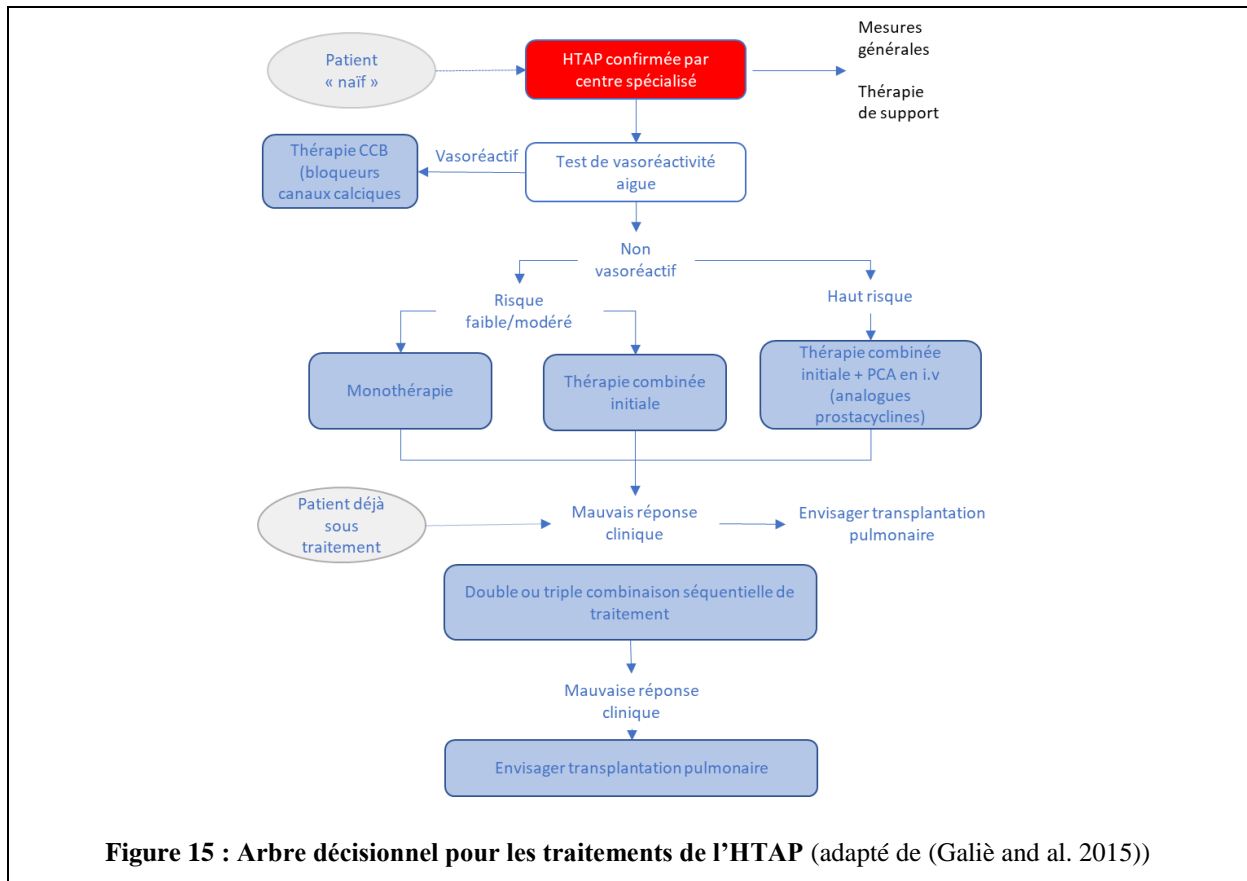 Patient
« naïf »
HTAP confirmée par
centre spécialisé
Mesures
générales
Thérapie
de support
Thérapie CCB
(bloqueurs
canaux calciques
Vasoréactif
Test de vasoréactivité
aigue
Non
vasoréactif
Risque
faible/modéré
Haut risque
Monothérapie
Thérapie combinée
initiale
Thérapie combinée
initiale + PCA en i.v
(analogues
prostacyclines)
Patient déjà
sous
traitement
Mauvais réponse
clinique
Envisager transplantation
pulmonaire
Double ou triple combinaison séquentielle de
traitement
Mauvaise réponse
clinique
Envisager transplantation pulmonaire
Figure 15 : Arbre décisionnel pour les traitements de l'HTAP (adapté de (Galiè and al. 2015))